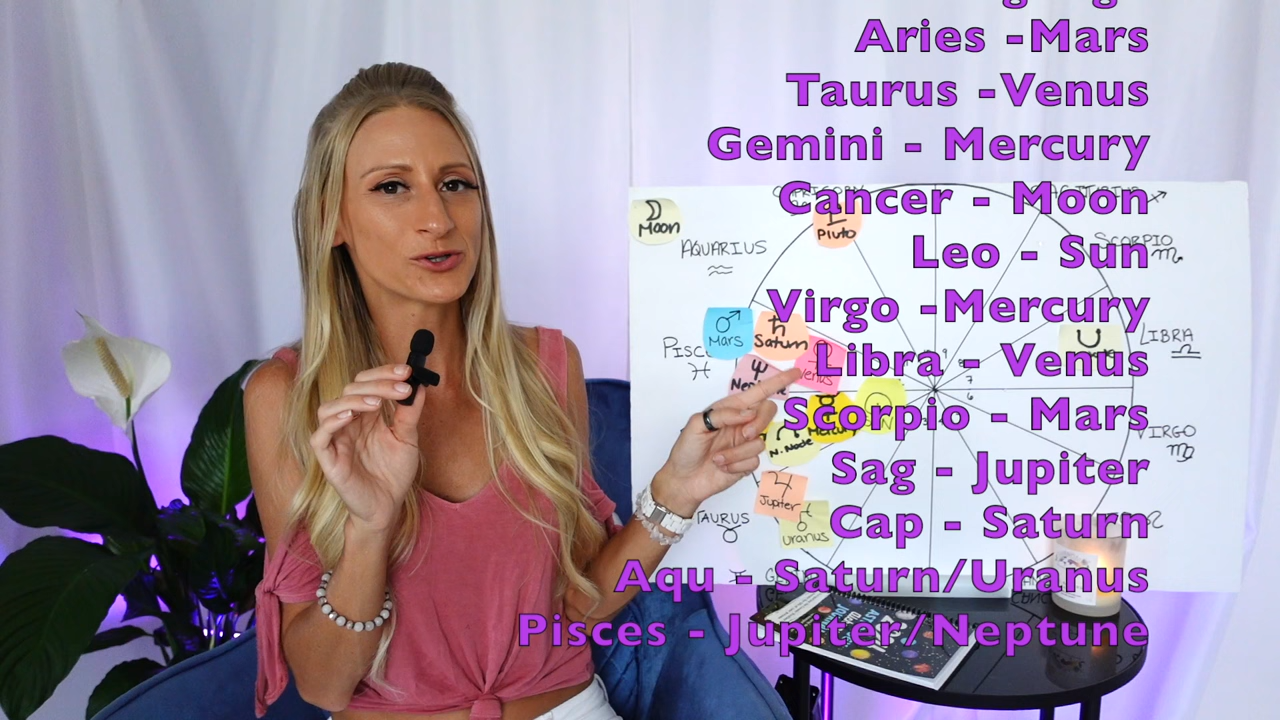 Aries -Mars
Taurus -Venus
Gemini - Mercury
Cancer - Moon
Leo - Sun
Virgo -Mercury
Libra - Venus
Scorpio - Mars
Sag - Jupiter
Cap - Saturn
Aqu - Saturn/Uranus
Pisces - Jupiter/Neptune
Moon
Pluto
AQUARIUS
SCORPIO
Mars
Saturn
LIBRA
Venus
N.Node
VIRGO
Jupiter
TAURUS
Uranus